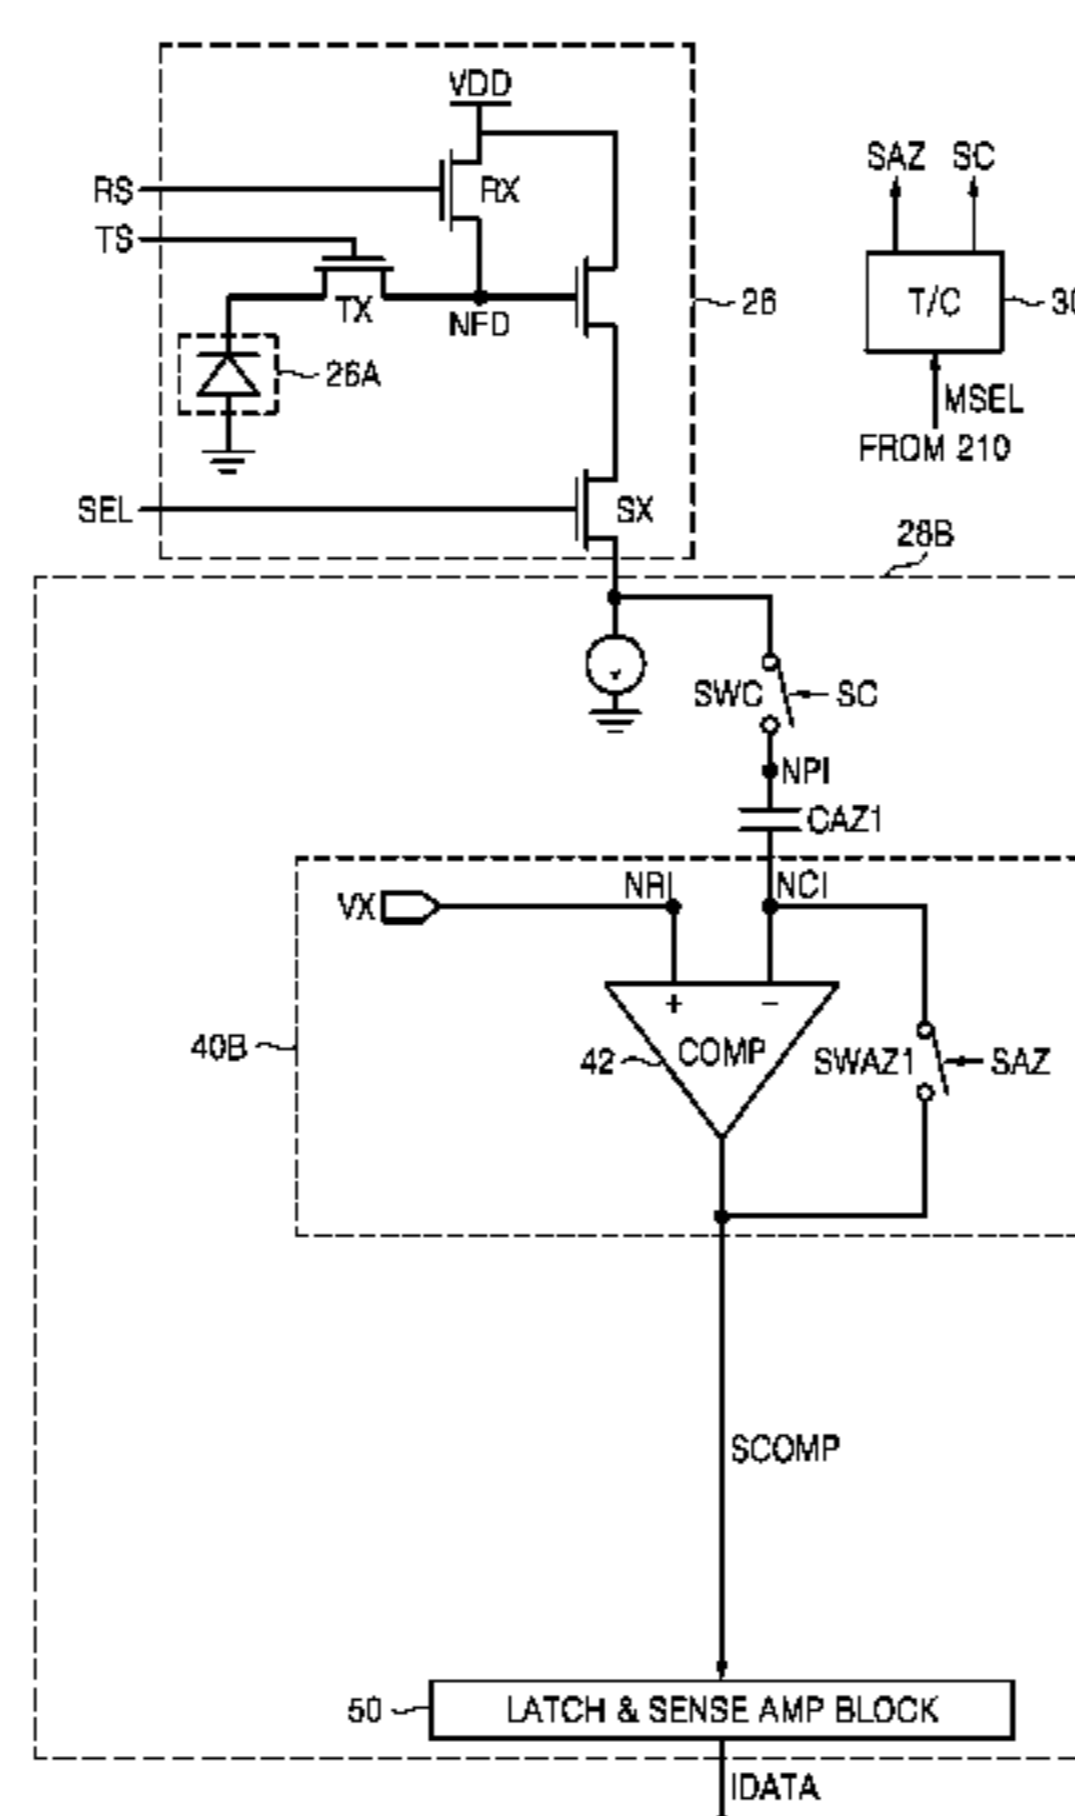 VDD
SAZ SC
RS
RX
TS
TX
NFD
26
T/C
30
26A
MSEL
FROM 210
SEL
SX
28B
SWC
SC
NPI
CAZ1
VX
NRI
NCI
+
−
40B
42
COMP
SWAZ1
SAZ
SCOMP
50
LATCH & SENSE AMP BLOCK
IDATA